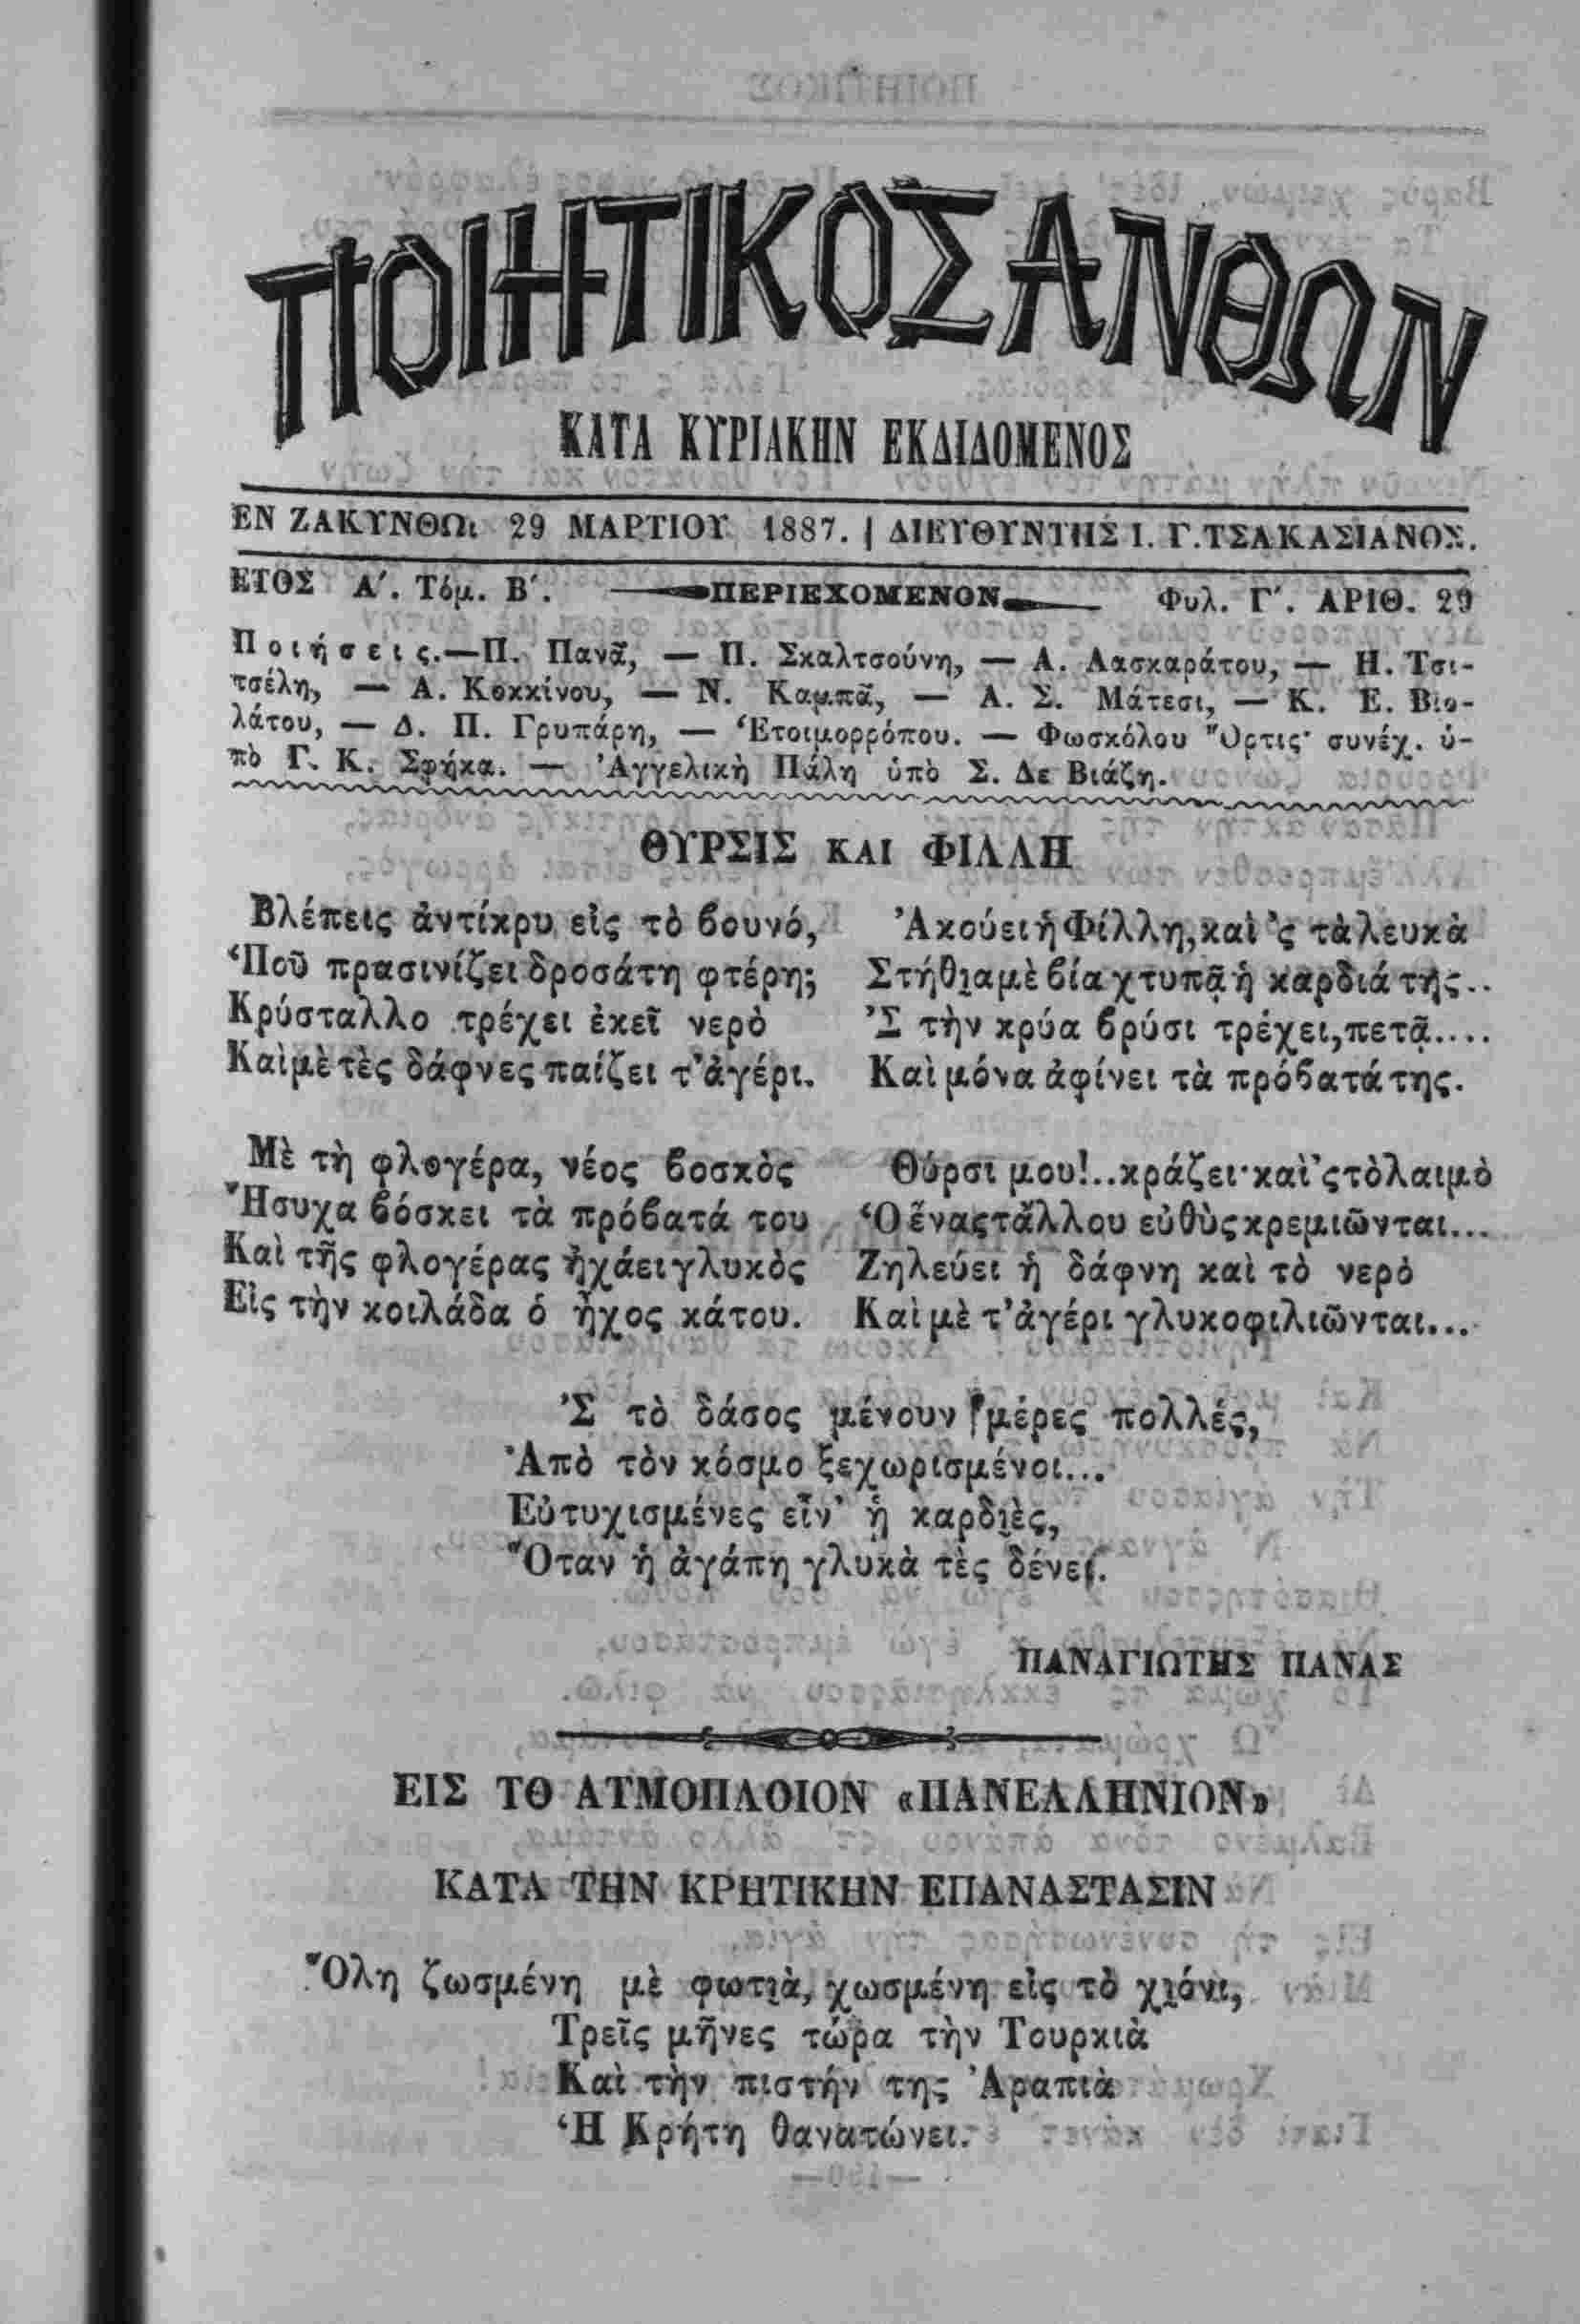 ΠΟΙΗΤΙΚΟΣ ΑΝΘΩΝ
ΚΑΤΑ ΚΥΡΙΑΚΗΝ ΕΚΔΙΔΟΜΕΝΟΣ
ΕΝ ΖΑΚΥΝΘΩι 29 ΜΑΡΤΙΟΥ 1887. | ΔΙΕΥΘΥΝΤΗΣ Ι. Γ. ΤΣΑΚΑΣΙΑΝΟΣ.
ΕΤΟΣ Α΄. Τόμ. Β΄. ΠΕΡΙΕΧΟΜΕΝΟΝ Φυλ. Γ΄. ΑΡΙΘ. 29
Ποιήσεις.—Π. Πανᾶ, — Π. Σκαλτσούνη, — Α. Λασκαράτου, — Η. Τσι-
τσέλη, — Α. Κοκκίνου, — Ν. Καμπᾶ, — Α. Σ. Μάτεσι, — Κ. Ε. Βιο-
λάτου, — Δ. Π. Γρυπάρη, — Ἑτοιμορρόπου. — Φωσκόλου Ὄρτις· συνέχ. ὑ-
πὸ Γ. Κ. Σφήκα. — Ἀγγελικὴ Πάλη ὑπὸ Σ. Δε Βιάζη.
ΘΥΡΣΙΣ ΚΑΙ ΦΙΛΛΗ
Βλέπεις ἀντίκρυ εἰς τὸ βουνό,
Ποῦ πρασινίζει δροσάτη φτέρη;
Κρύσταλλο τρέχει ἐκεῖ νερὸ
Καὶ μὲ τὲς δάφνες παίζει τ' ἀγέρι.
Μὲ τὴ φλογέρα, νέος βοσκὸς
Ἥσυχα βόσκει τὰ πρόβατά του
Καὶ τῆς φλογέρας ἠχάει γλυκὸς
Εἰς τὴν κοιλάδα ὁ ἦχος κάτου.
Ἀκούει ἡ Φίλλη, καὶ 'ς τὰ λευκὰ
Στήθια μὲ βία χτυπᾷ ἡ καρδιά της..
Σ τὴν κρύα βρύσι τρέχει, πετᾷ....
Καὶ μόνα ἀφίνει τὰ πρόβατά της.
Θύρσι μου!.. κράζει· καὶ 'ς τὸ λαιμὸ
Ὁ ἕνας τἄλλου εὐθὺς κρεμιῶνται...
Ζηλεύει ἡ δάφνη καὶ τὸ νερὸ
Καὶ μὲ τ' ἀγέρι γλυκοφιλιῶνται...
Σ τὸ δάσος μένουν 'μέρες πολλές,
Ἀπὸ τὸν κόσμο ξεχωρισμένοι...
Εὐτυχισμένες εἶν' ᾑ καρδιὲς,
Ὅταν ἡ ἀγάπη γλυκὰ τὲς δένει.
ΠΑΝΑΓΙΩΤΗΣ ΠΑΝΑΣ
ΕΙΣ ΤΟ ΑΤΜΟΠΛΟΙΟΝ «ΠΑΝΕΛΛΗΝΙΟΝ»
ΚΑΤΑ ΤΗΝ ΚΡΗΤΙΚΗΝ ΕΠΑΝΑΣΤΑΣΙΝ
Ὅλη ζωσμένη μὲ φωτιὰ, χωσμένη εἰς τὸ χιόνι,
Τρεῖς μῆνες τώρα τὴν Τουρκιὰ
Καὶ τὴν πιστήν της Ἀραπιὰ
Ἡ Κρήτη θανατώνει.